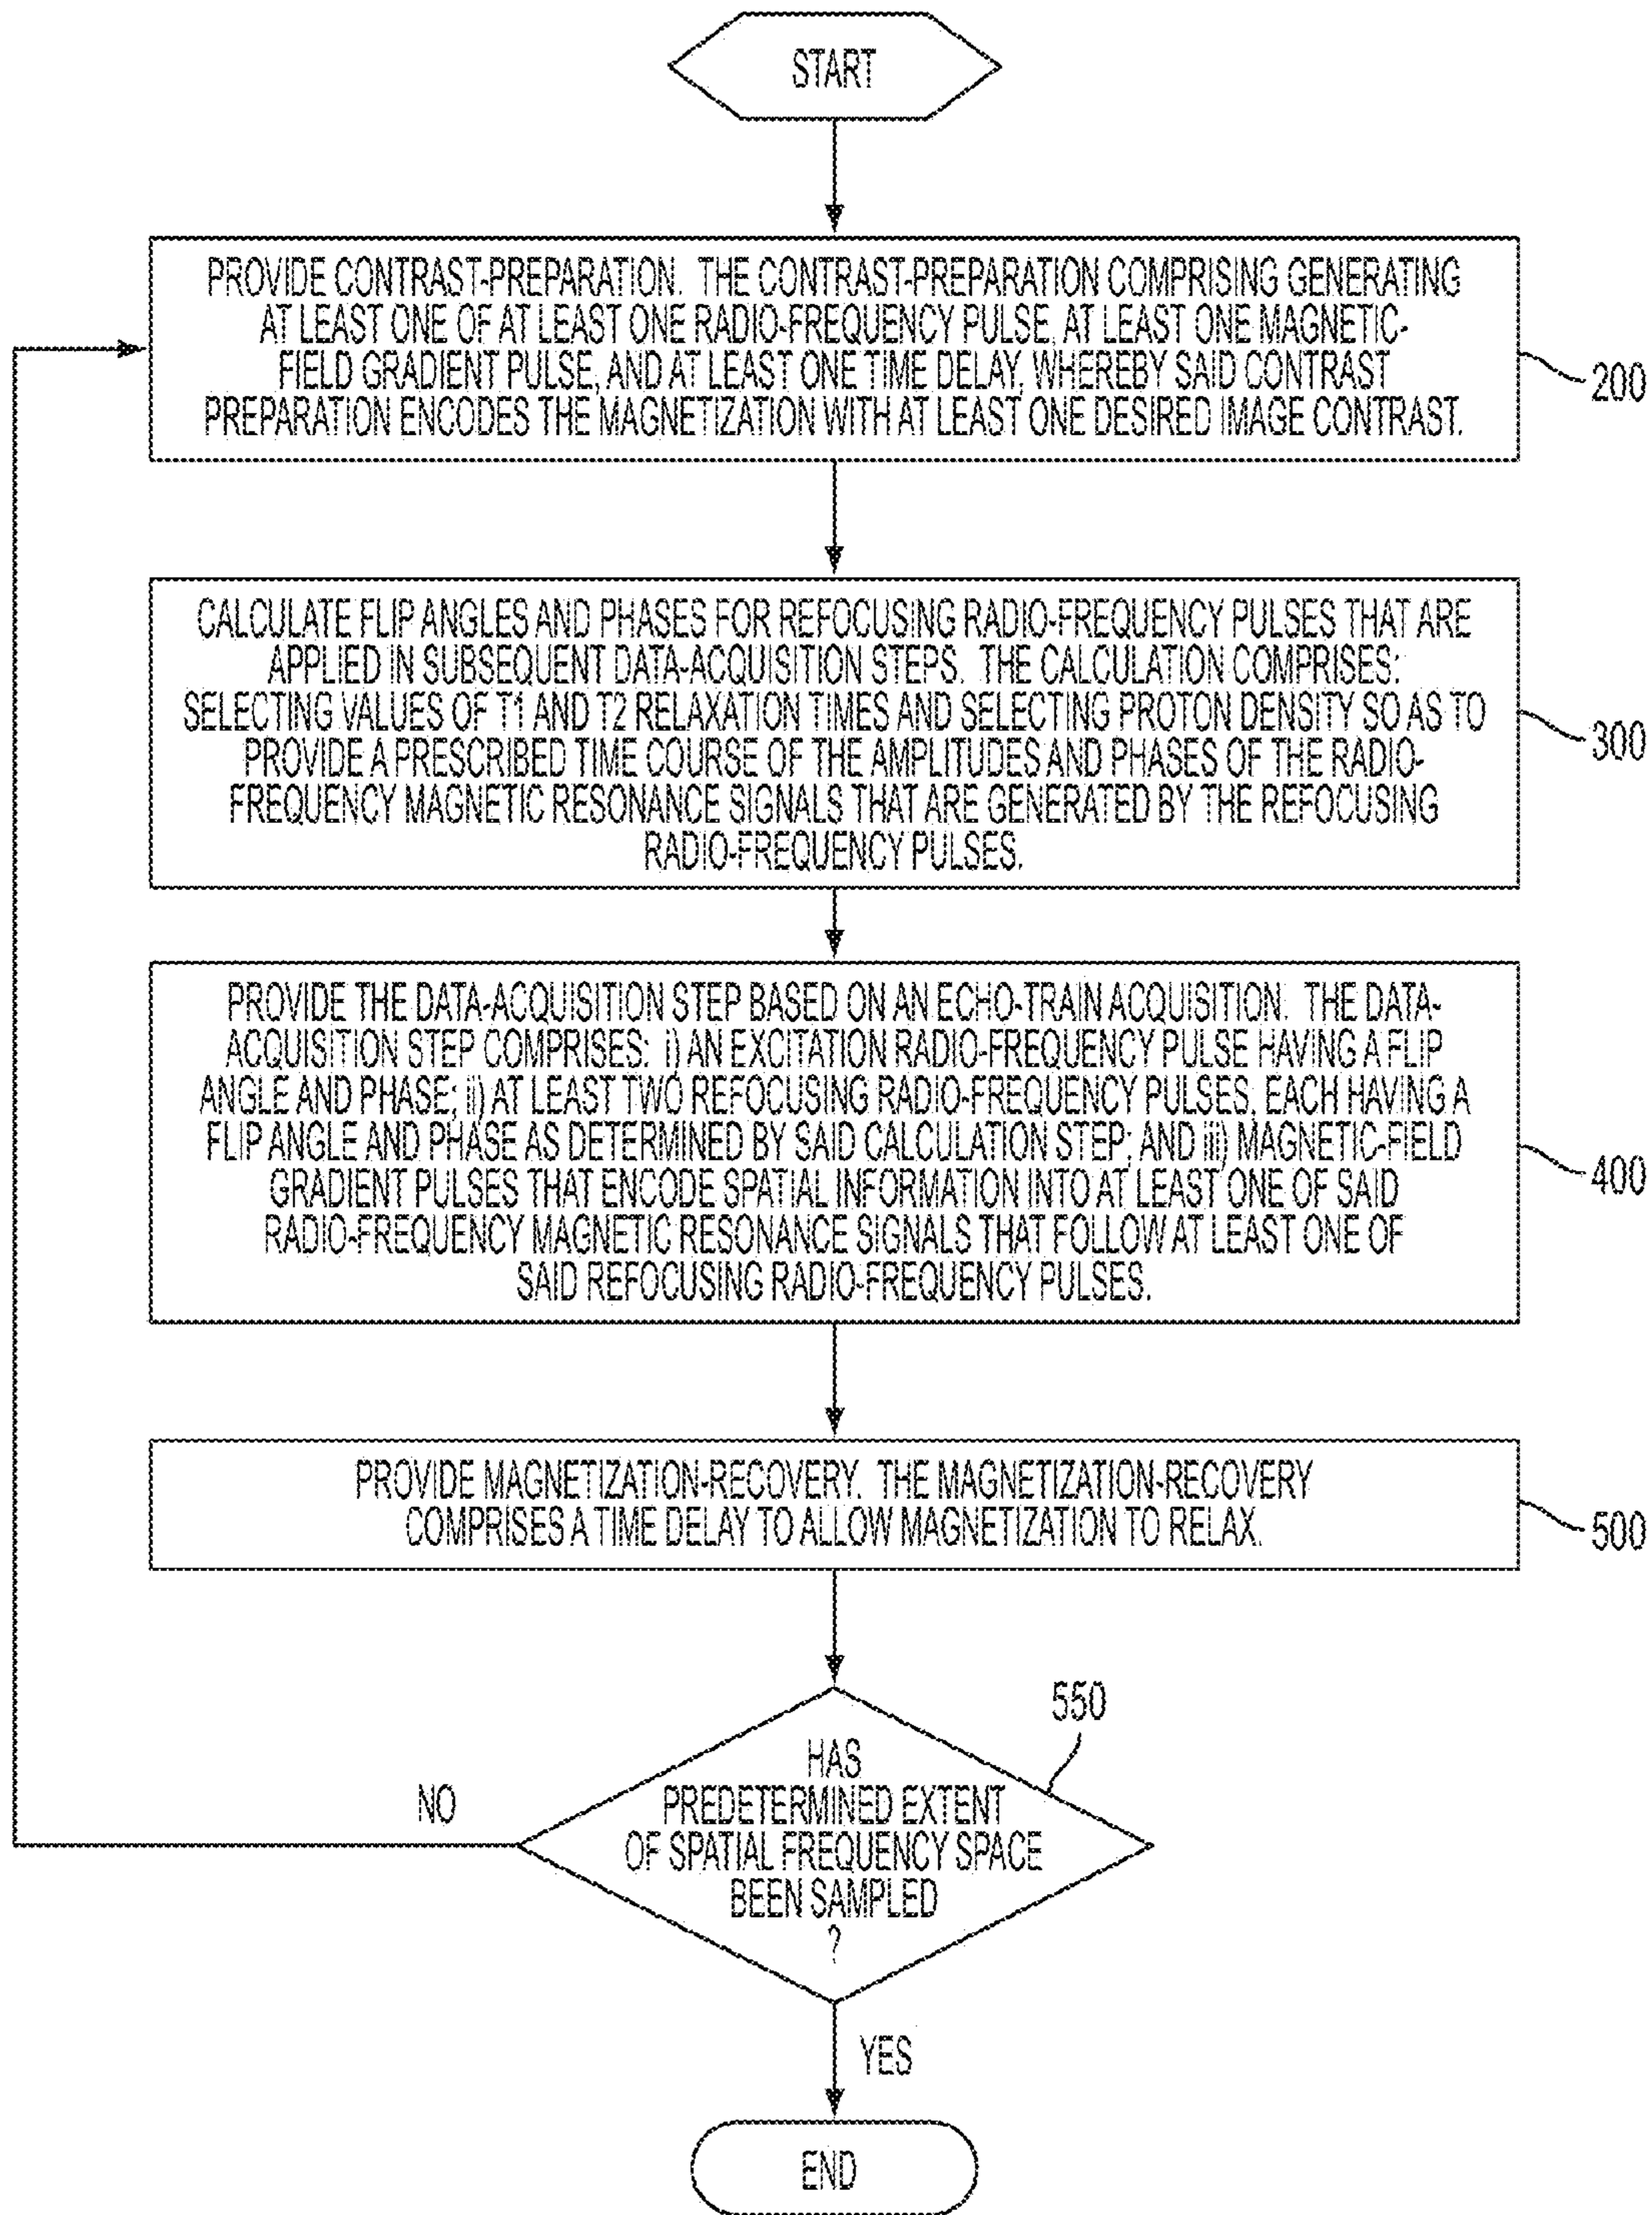 START
PROVIDE CONTRAST-PREPARATION. THE CONTRAST-PREPARATION COMPRISING GENERATING
AT LEAST ONE OF AT LEAST ONE RADIO-FREQUENCY PULSE, AT LEAST ONE MAGNETIC-
FIELD GRADIENT PULSE, AND AT LEAST ONE TIME DELAY, WHEREBY SAID CONTRAST
PREPARATION ENCODES THE MAGNETIZATION WITH AT LEAST ONE DESIRED IMAGE CONTRAST.
200
CALCULATE FLIP ANGLES AND PHASES FOR REFOCUSING RADIO-FREQUENCY PULSES THAT ARE
APPLIED IN SUBSEQUENT DATA-ACQUISITION STEPS. THE CALCULATION COMPRISES:
SELECTING VALUES OF T1 AND T2 RELAXATION TIMES AND SELECTING PROTON DENSITY SO AS TO
PROVIDE A PRESCRIBED TIME COURSE OF THE AMPLITUDES AND PHASES OF THE RADIO-
FREQUENCY MAGNETIC RESONANCE SIGNALS THAT ARE GENERATED BY THE REFOCUSING
RADIO-FREQUENCY PULSES.
300
PROVIDE THE DATA-ACQUISITION STEP BASED ON AN ECHO-TRAIN ACQUISITION. THE DATA-
ACQUISITION STEP COMPRISES: i) AN EXCITATION RADIO-FREQUENCY PULSE HAVING A FLIP
ANGLE AND PHASE; ii) AT LEAST TWO REFOCUSING RADIO-FREQUENCY PULSES, EACH HAVING A
FLIP ANGLE AND PHASE AS DETERMINED BY SAID CALCULATION STEP; AND iii) MAGNETIC-FIELD
GRADIENT PULSES THAT ENCODE SPATIAL INFORMATION INTO AT LEAST ONE OF SAID
RADIO-FREQUENCY MAGNETIC RESONANCE SIGNALS THAT FOLLOW AT LEAST ONE OF
SAID REFOCUSING RADIO-FREQUENCY PULSES.
400
PROVIDE MAGNETIZATION-RECOVERY. THE MAGNETIZATION-RECOVERY
COMPRISES A TIME DELAY TO ALLOW MAGNETIZATION TO RELAX.
500
550
HAS
PREDETERMINED EXTENT
OF SPATIAL FREQUENCY SPACE
BEEN SAMPLED
?
NO
YES
END